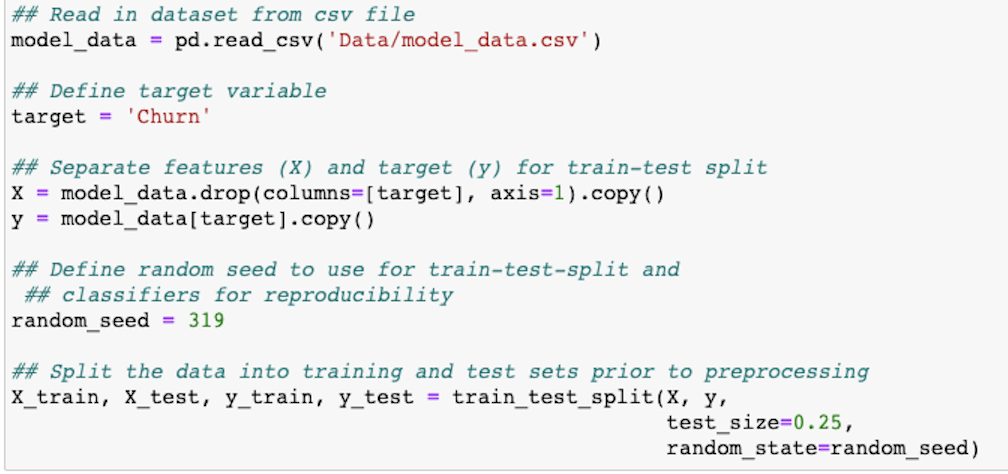 ## Read in dataset from csv file
model_data = pd.read_csv('Data/model_data.csv')
## Define target variable
target = 'Churn'
## Separate features (X) and target (y) for train-test split
X = model_data.drop(columns=[target], axis=1).copy()
y = model_data[target].copy()
## Define random seed to use for train-test-split and
## classifiers for reproducibility
random_seed = 319
## Split the data into training and test sets prior to preprocessing
X_train, X_test, y_train, y_test = train_test_split(X, y,
test_size=0.25,
random_state=random_seed)